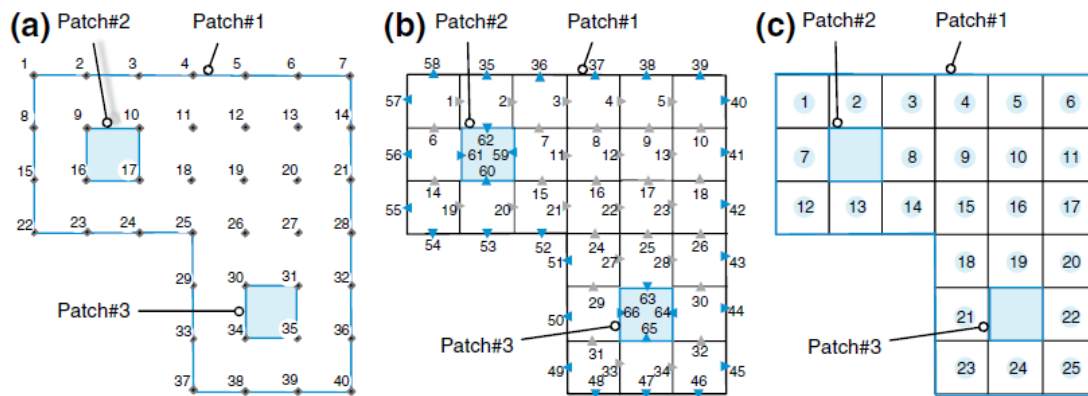 (a)
Patch#2
Patch#1
1 2 3 4 5 6 7
8 9 10 11 12 13 14
15 16 17 18 19 20 21
22 23 24 25 26 27 28
29 30 31 32
Patch#3
33 34 35 36
37 38 39 40
(b)
Patch#2
Patch#1
58 35 36 37 38 39
57 1 2 3 4 5 40
6 62 7 8 9 10
56 61 59 11 12 13 41
60
14 15 16 17 18
55 19 20 21 22 23 42
54 53 52 24 25 26
51 27 28 43
29 63 30
50 66 64 44
Patch#3
65
31 32
49 33 34 45
48 47 46
(c)
Patch#2
Patch#1
1 2 3 4 5 6
7 8 9 10 11
12 13 14 15 16 17
18 19 20
21 22
Patch#3
23 24 25